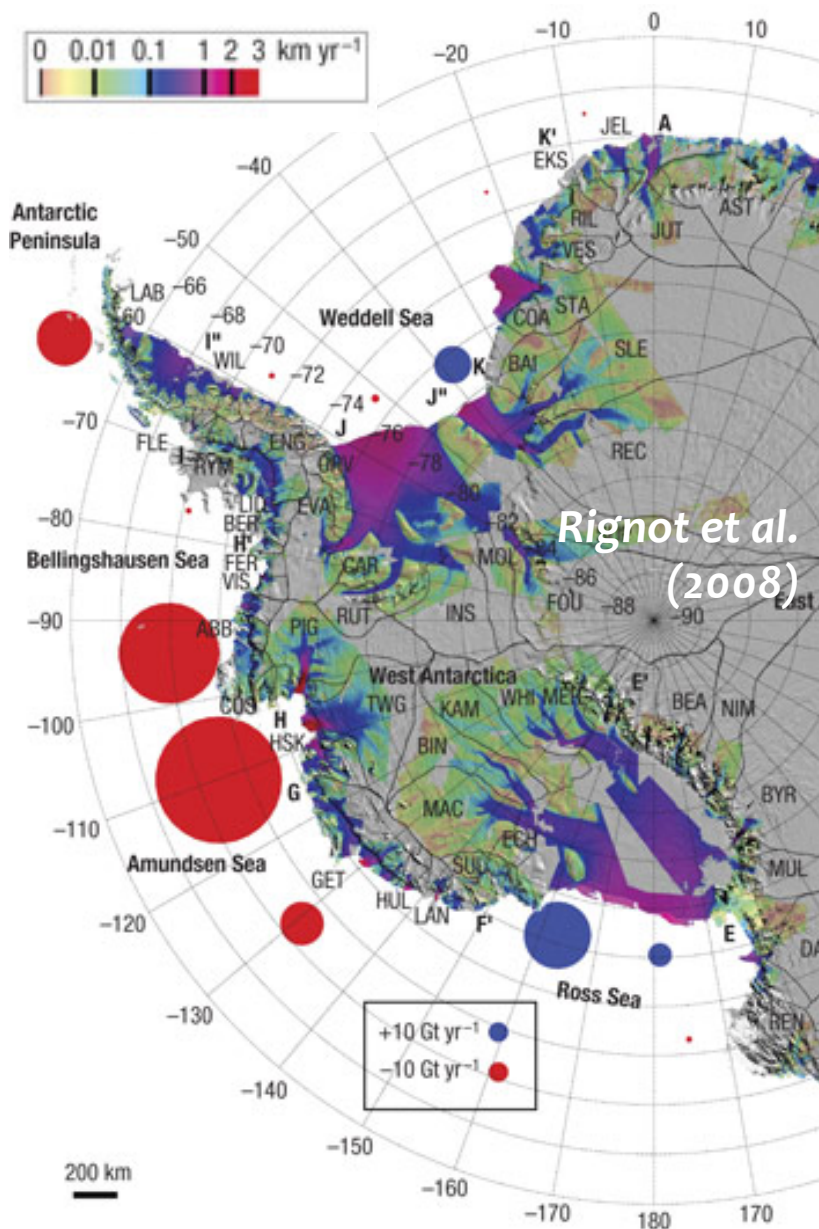 0 0.01 0.1 1 2 3 km yr⁻¹
0
10
-10
-20
JEL
A
K'
EKS
-40
Antarctic
Peninsula
-50
RIL
AST
JUT
VES
LAB
-66
60
-68
I"
WIL
-70
-72
-74
Weddell Sea
STA
COA
SLE
K
BAI
J"
J
-76
-78
-70
FLE
ENG
I
RYM
ORV
REC
-80
EVA
-82
LID
BER
H'
FER
VIS
-80
Bellingshausen Sea
MOL
-84
Rignot et al.
(2008)
CAR
-86
-88
-90
FOU
East
RUT
INS
-90
ABB
PIG
West Antarctica
COS
-100
H
HSK
TWG
KAM
WHI
MER
E'
BEA
NIM
BIN
G
MAC
BYR
-110
ECH
Amundsen Sea
SUL
MUL
GET
HUL
LAN
F'
E
-120
DA
Ross Sea
REN
-130
+10 Gt yr⁻¹
-10 Gt yr⁻¹
-140
-150
200 km
-160
-170
180
170